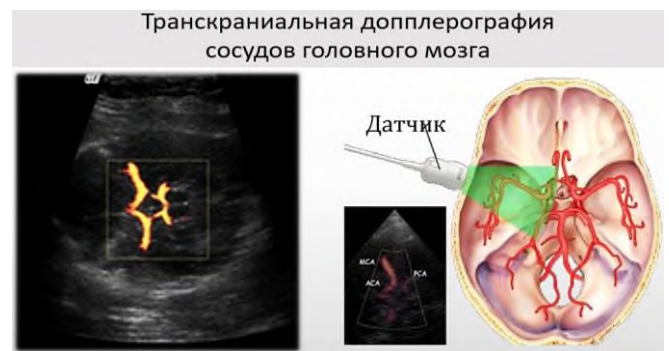 Транскраниальная допплерография
сосудов головного мозга
Датчик
MCA
ACA
PCA